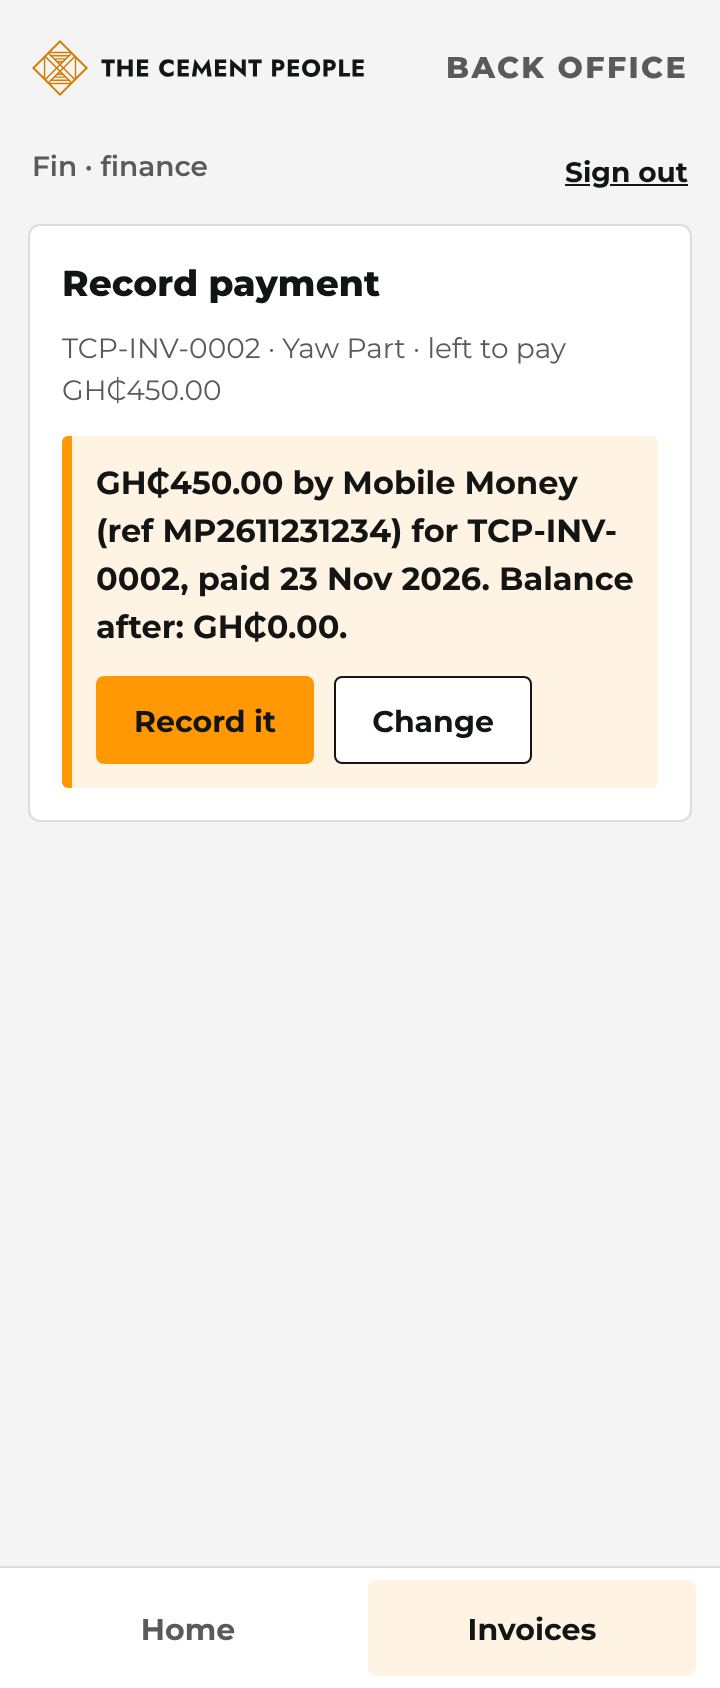 THE CEMENT PEOPLE
BACK OFFICE
Fin · finance
Sign out
Record payment
TCP-INV-0002 · Yaw Part · left to pay
GH₵450.00
GH₵450.00 by Mobile Money
(ref MP2611231234) for TCP-INV-
0002, paid 23 Nov 2026. Balance
after: GH₵0.00.
Record it
Change
Home
Invoices